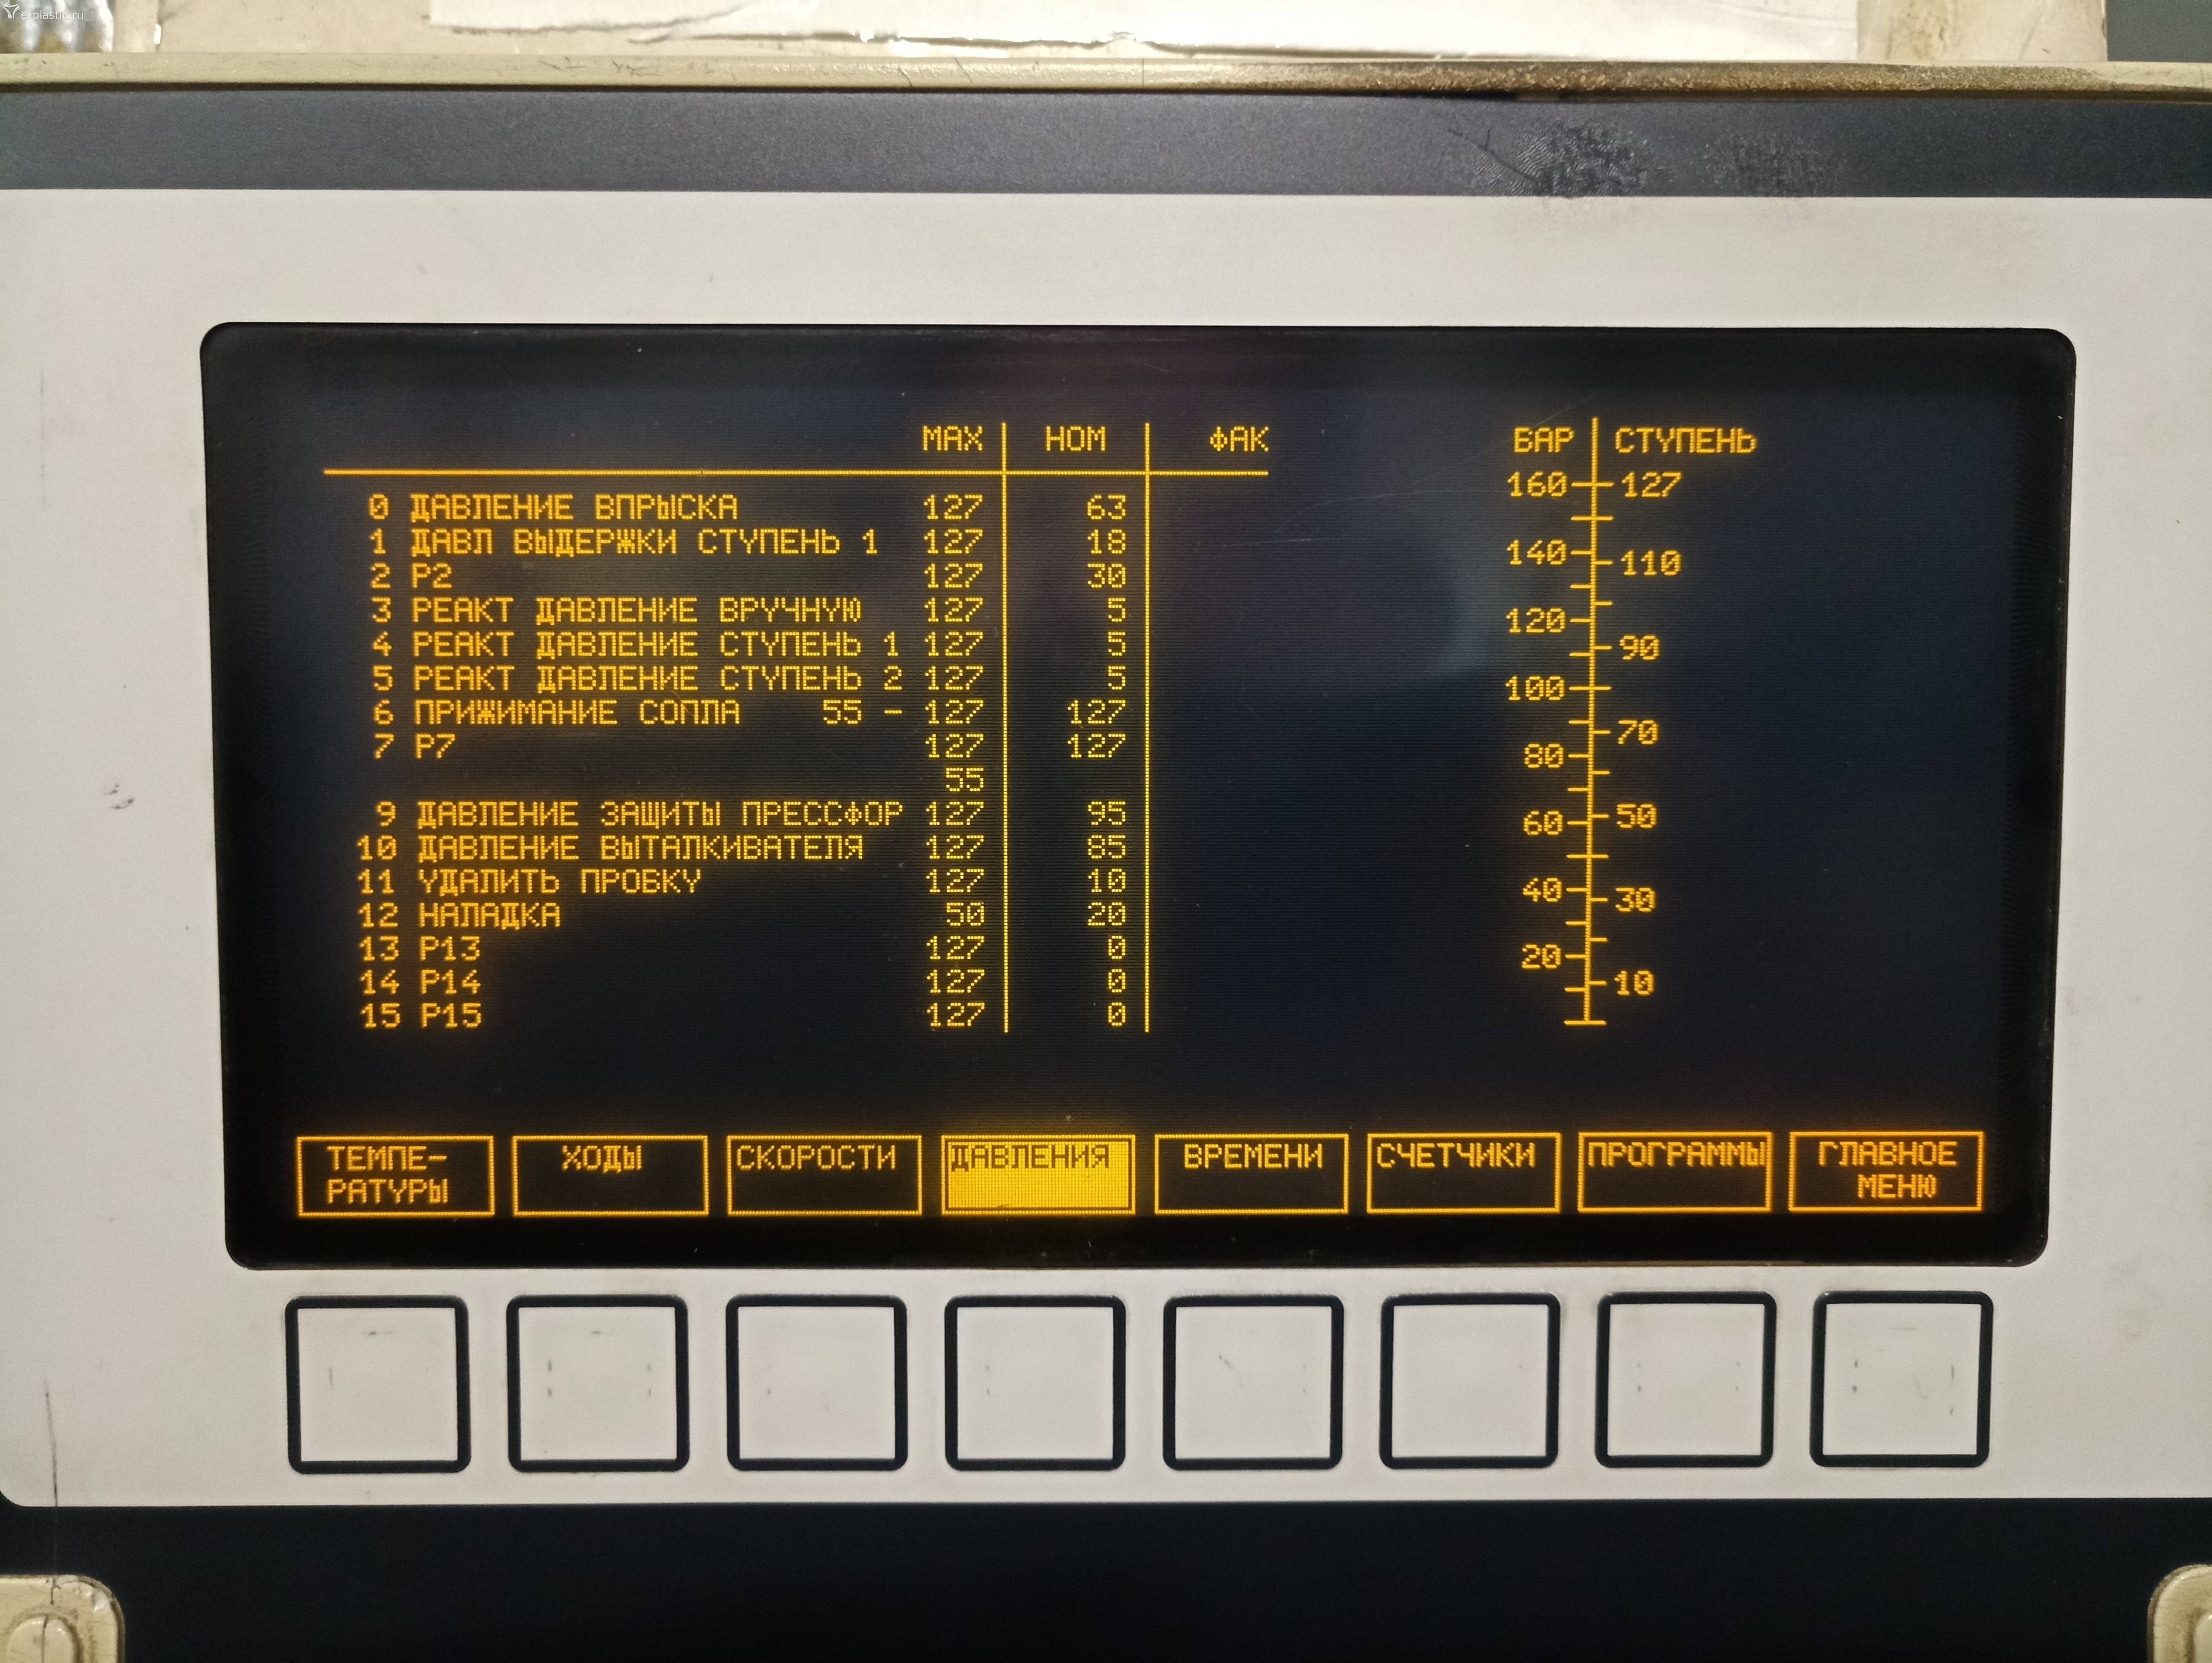 e-plastic.ru
MAX НОМ ФАК
0 ДАВЛЕНИЕ ВПРЫСКА 127 63
1 ДАВЛ ВЫДЕРЖКИ СТУПЕНЬ 1 127 18
2 P2 127 30
3 РЕАКТ ДАВЛЕНИЕ ВРУЧНУЮ 127 5
4 РЕАКТ ДАВЛЕНИЕ СТУПЕНЬ 1 127 5
5 РЕАКТ ДАВЛЕНИЕ СТУПЕНЬ 2 127 5
6 ПРИЖИМАНИЕ СОПЛА 55 - 127 127
7 P7 127 127
55
9 ДАВЛЕНИЕ ЗАЩИТЫ ПРЕССФОР 127 95
10 ДАВЛЕНИЕ ВЫТАЛКИВАТЕЛЯ 127 85
11 УДАЛИТЬ ПРОБКУ 127 10
12 НАЛАДКА 50 20
13 P13 127 0
14 P14 127 0
15 P15 127 0
БАР СТУПЕНЬ
160 127
140 110
120
90
100
70
80
60 50
40 30
20
10
ТЕМПЕ-
РАТУРЫ
ХОДЫ
СКОРОСТИ
ДАВЛЕНИЯ
ВРЕМЕНИ
СЧЕТЧИКИ
ПРОГРАММЫ
ГЛАВНОЕ
МЕНЮ